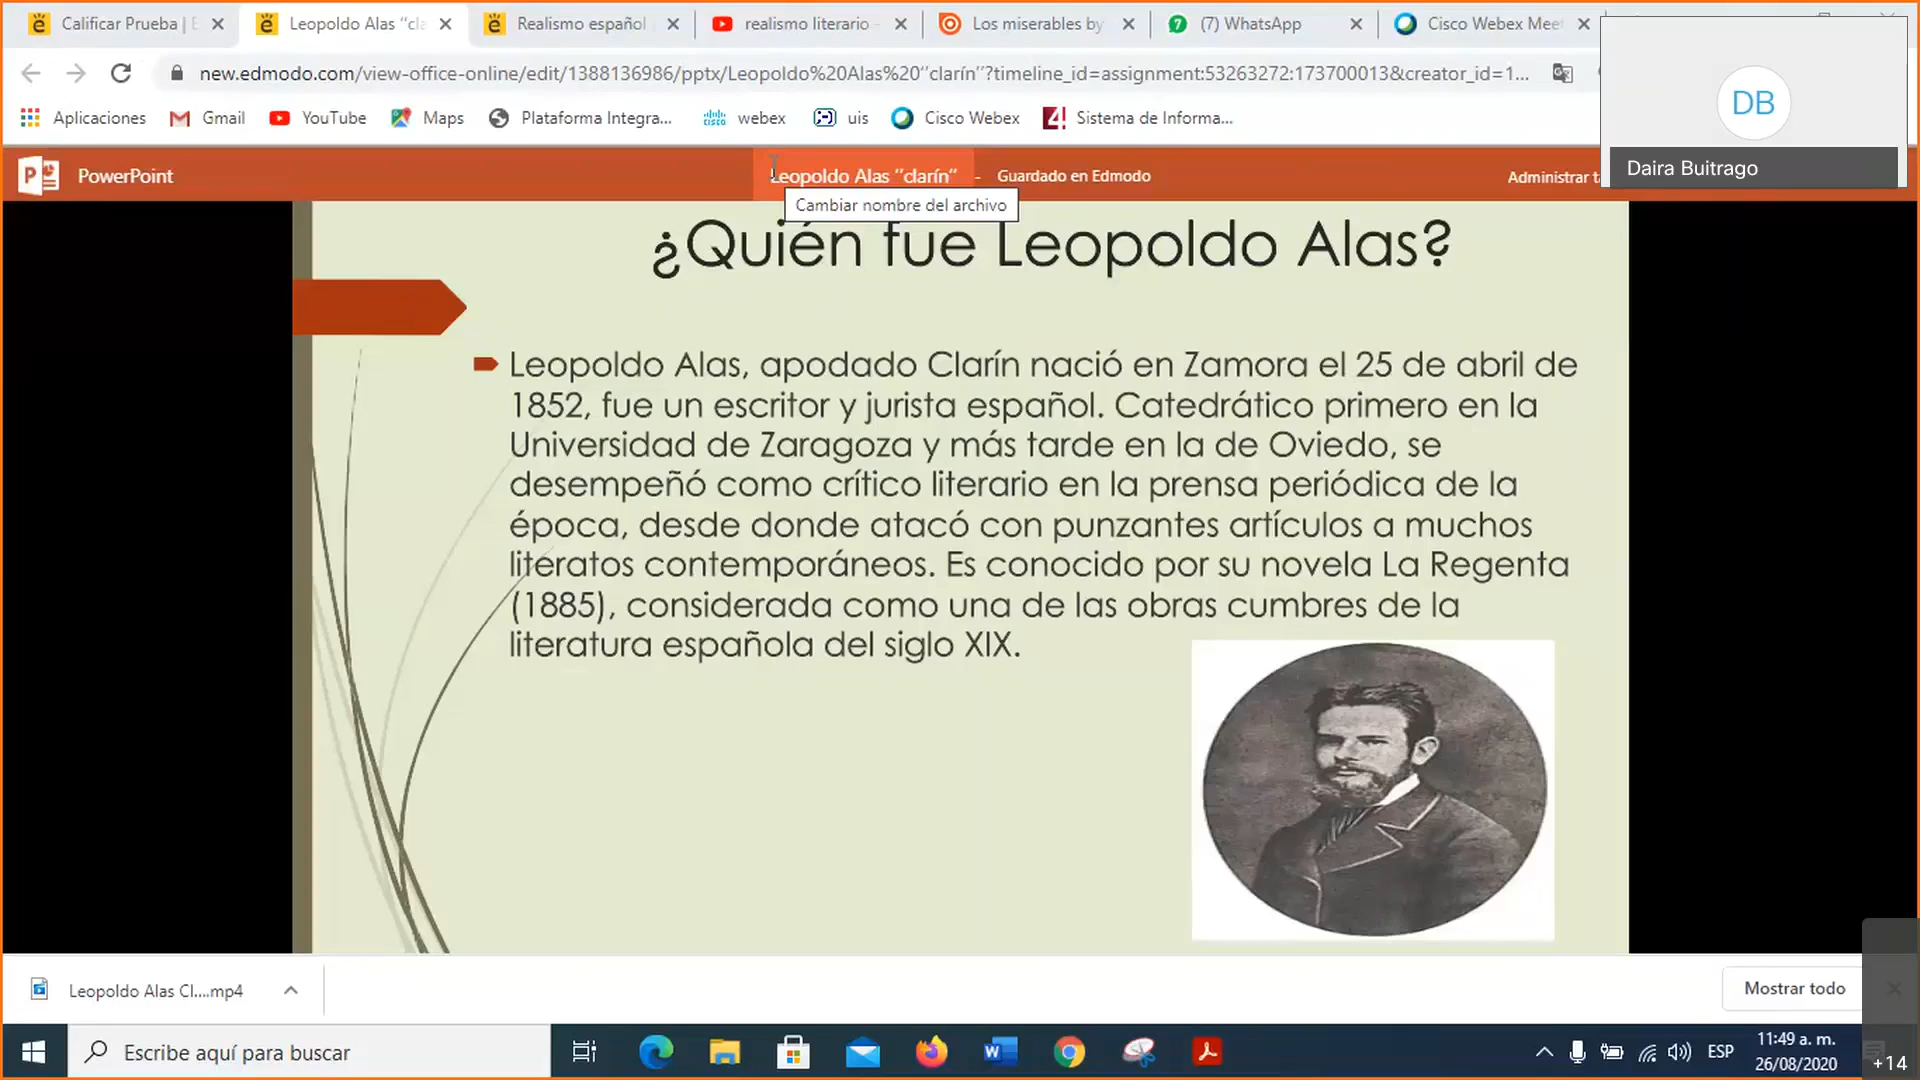 Calificar Prueba | E
Leopoldo Alas “cla
Realismo español
realismo literario -
Los miserables by
(7) WhatsApp
Cisco Webex Mee
new.edmodo.com/view-office-online/edit/1388136986/pptx/Leopoldo%20Alas%20“clarín”?timeline_id=assignment:53263272:173700013&creator_id=1...
Aplicaciones
Gmail
YouTube
Maps
Plataforma Integra...
webex
uis
Cisco Webex
Sistema de Informa...
DB
Daira Buitrago
PowerPoint
Leopoldo Alas “clarín” - Guardado en Edmodo
Administrar ta
Cambiar nombre del archivo
¿Quién fue Leopoldo Alas?
Leopoldo Alas, apodado Clarín nació en Zamora el 25 de abril de
1852, fue un escritor y jurista español. Catedrático primero en la
Universidad de Zaragoza y más tarde en la de Oviedo, se
desempeñó como crítico literario en la prensa periódica de la
época, desde donde atacó con punzantes artículos a muchos
literatos contemporáneos. Es conocido por su novela La Regenta
(1885), considerada como una de las obras cumbres de la
literatura española del siglo XIX.
Leopoldo Alas Cl....mp4
Mostrar todo
Escribe aquí para buscar
ESP
11:49 a. m.
26/08/2020
+14